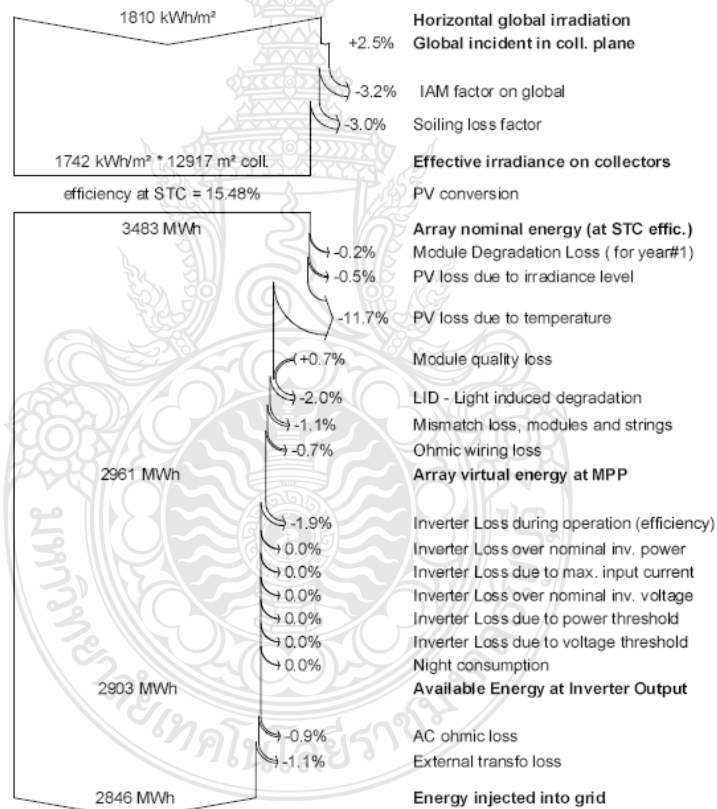 1810 kWh/m² Horizontal global irradiation
+2.5% Global incident in coll. plane
-3.2% IAM factor on global
-3.0% Soiling loss factor
1742 kWh/m² * 12917 m² coll. Effective irradiance on collectors
efficiency at STC = 15.48% PV conversion
3483 MWh Array nominal energy (at STC effic.)
-0.2% Module Degradation Loss ( for year#1)
-0.5% PV loss due to irradiance level
-11.7% PV loss due to temperature
+0.7% Module quality loss
-2.0% LID - Light induced degradation
-1.1% Mismatch loss, modules and strings
-0.7% Ohmic wiring loss
2961 MWh Array virtual energy at MPP
-1.9% Inverter Loss during operation (efficiency)
0.0% Inverter Loss over nominal inv. power
0.0% Inverter Loss due to max. input current
0.0% Inverter Loss over nominal inv. voltage
0.0% Inverter Loss due to power threshold
0.0% Inverter Loss due to voltage threshold
0.0% Night consumption
2903 MWh Available Energy at Inverter Output
-0.9% AC ohmic loss
-1.1% External transfo loss
2846 MWh Energy injected into grid